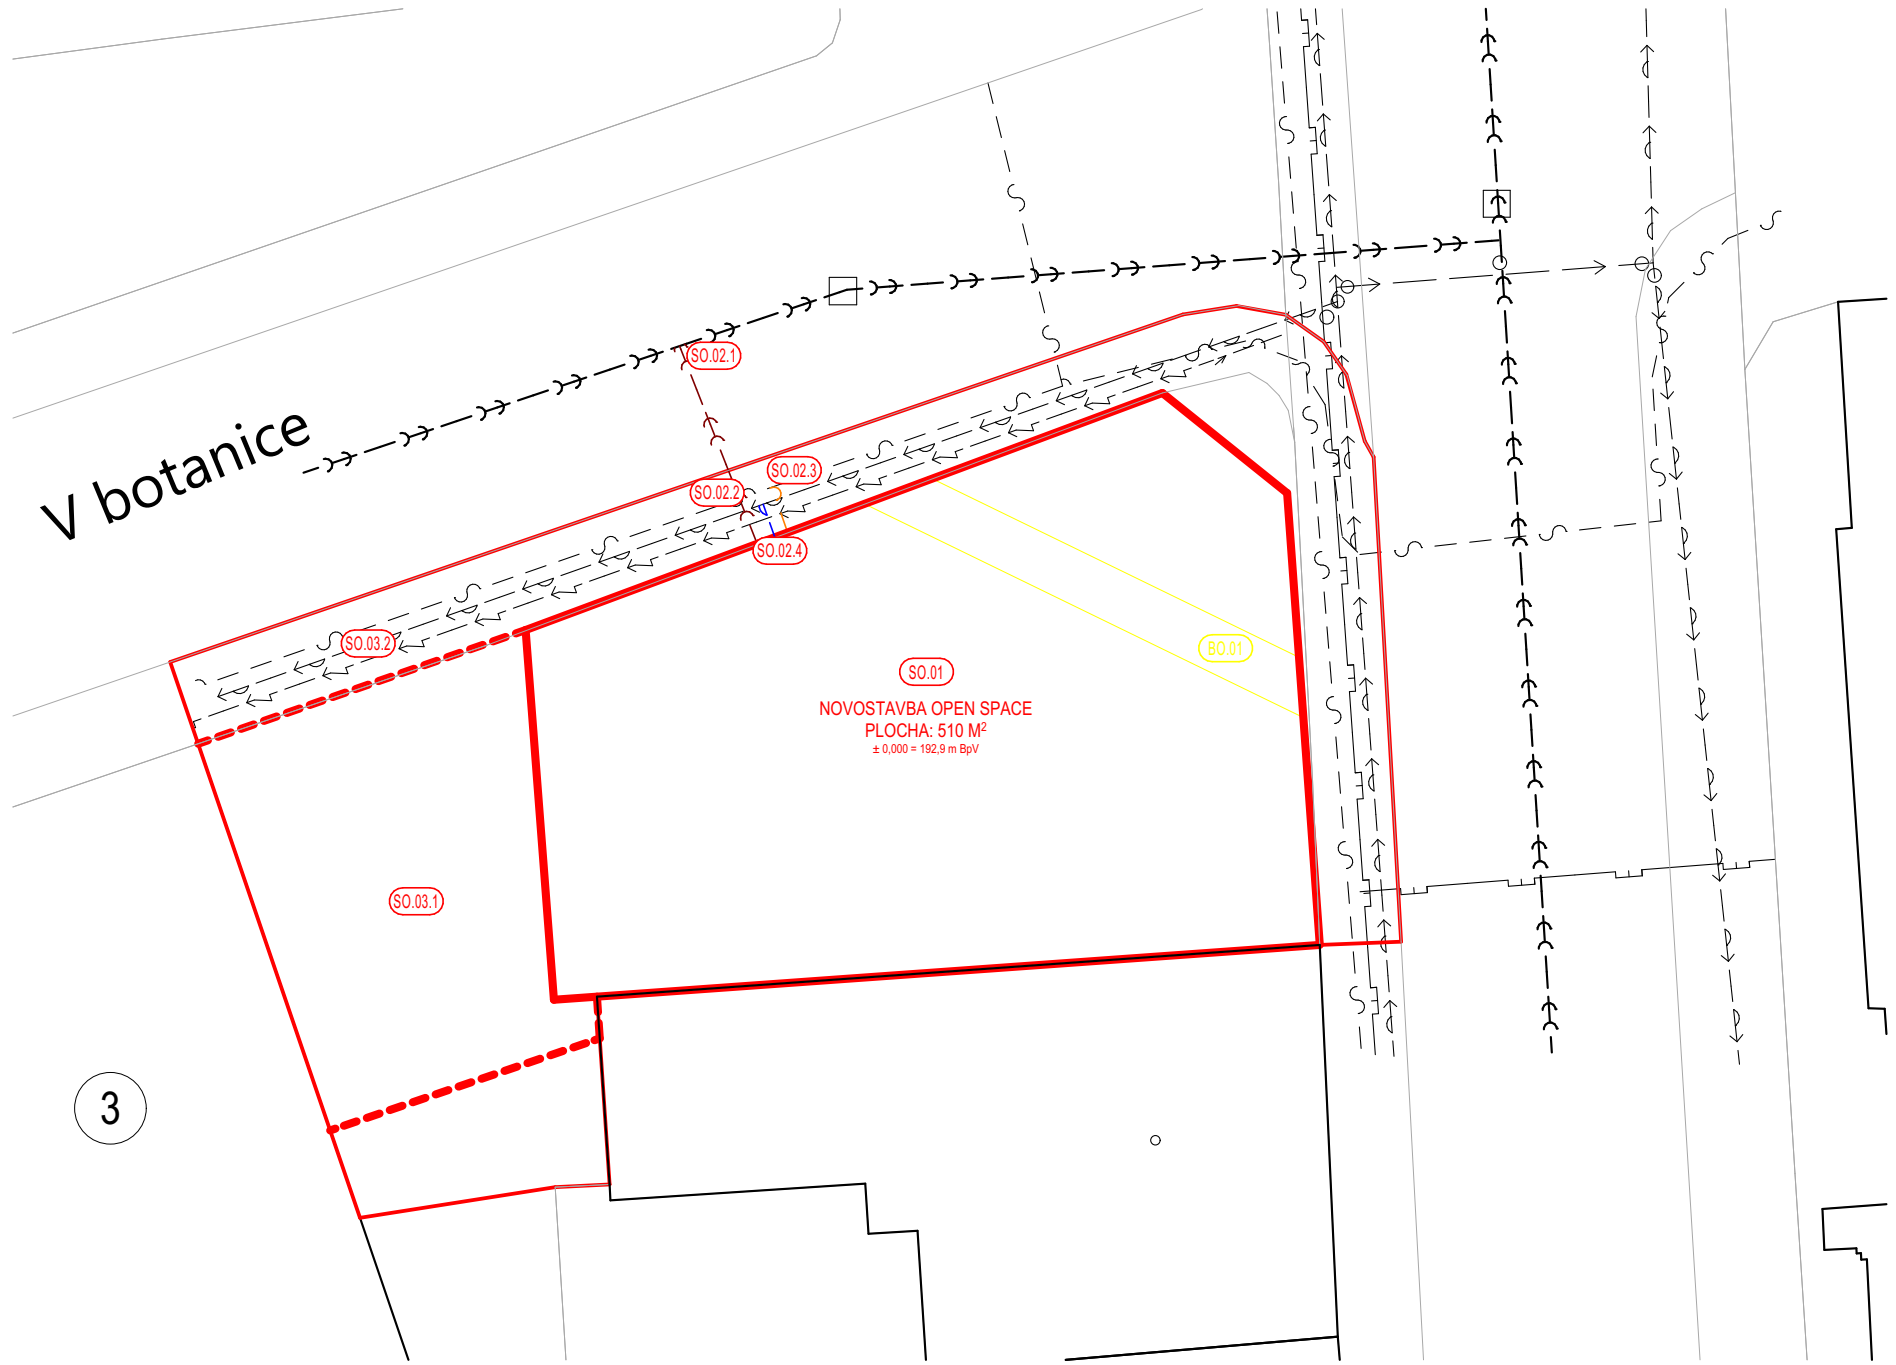 SO.02.1
V botanice
SO.02.3
SO.02.2
SO.02.4
SO.03.2
BO.01
SO.01
NOVOSTAVBA OPEN SPACE
PLOCHA: 510 M²
± 0,000 = 192,9 m BpV
SO.03.1
3